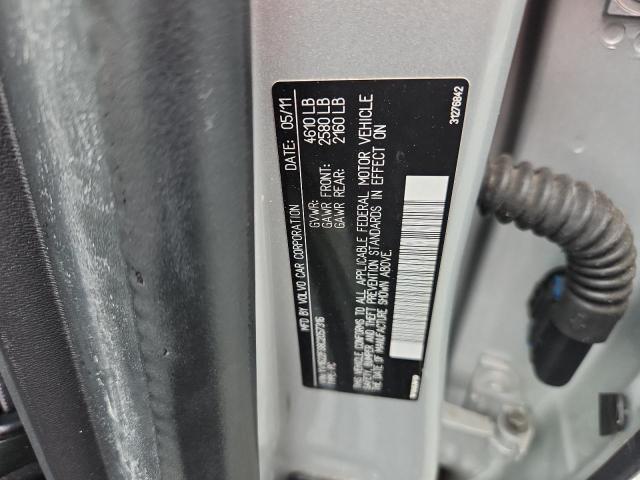 MFD BY VOLVO CAR CORPORATION DATE: 05/11
GVWR: 4610 LB
GAWR FRONT: 2580 LB
GAWR REAR: 2160 LB
THIS VEHICLE CONFORMS TO ALL APPLICABLE FEDERAL MOTOR VEHICLE
SAFETY, BUMPER AND THEFT PREVENTION STANDARDS IN EFFECT ON
THE DATE OF MANUFACTURE SHOWN ABOVE.
31276842